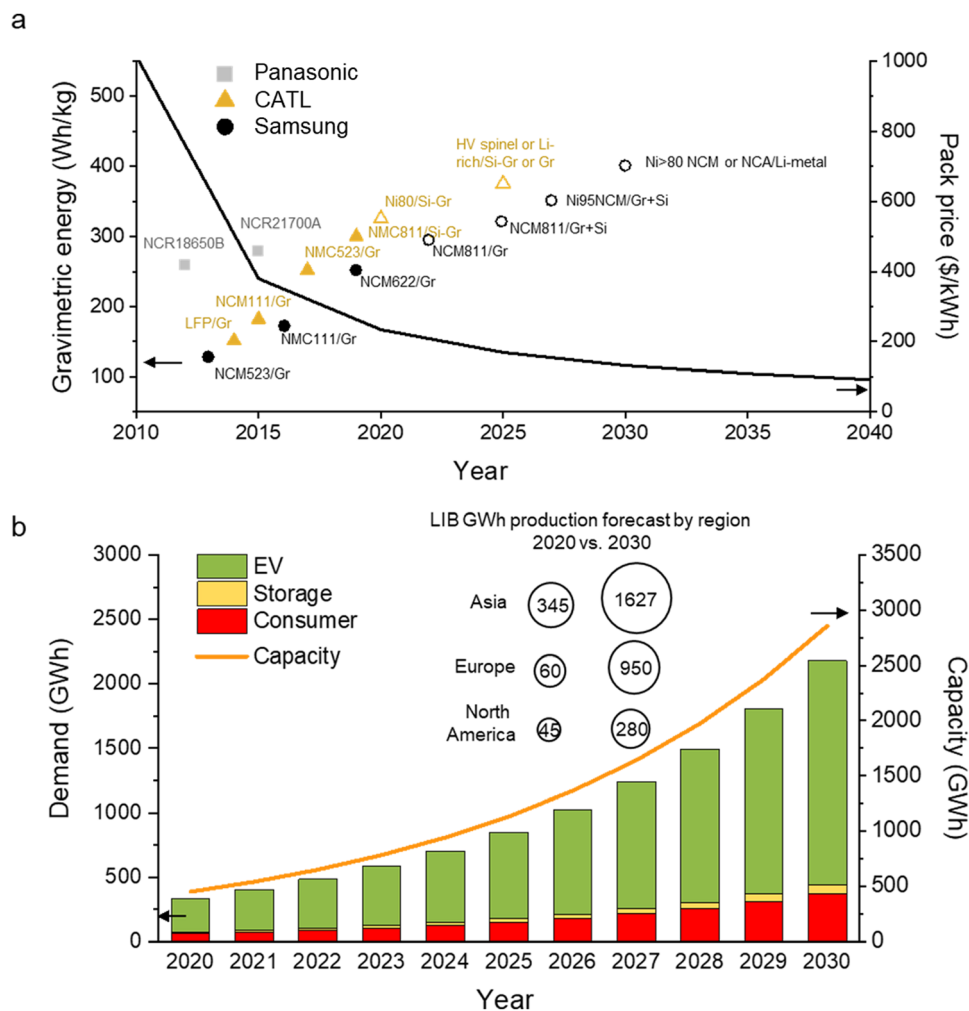 a
Panasonic
CATL
Samsung
Gravimetric energy (Wh/kg)
500
400
300
200
100
Pack price ($/kWh)
1000
800
600
400
200
0
HV spinel or Li-
rich/Si-Gr or Gr
Ni>80 NCM or NCA/Li-metal
Ni80/Si-Gr
Ni95NCM/Gr+Si
NCR21700A
NMC811/Si-Gr
NCM811/Gr+Si
NCR18650B
NMC523/Gr
NCM811/Gr
NCM622/Gr
NCM111/Gr
LFP/Gr
NMC111/Gr
NCM523/Gr
2010 2015 2020 2025 2030 2035 2040
Year
b
LIB GWh production forecast by region
2020 vs. 2030
EV
Storage
Consumer
Capacity
Asia 345 1627
Europe 60 950
North
America 45 280
Demand (GWh)
3000
2500
2000
1500
1000
500
0
Capacity (GWh)
3500
3000
2500
2000
1500
1000
500
0
2020 2021 2022 2023 2024 2025 2026 2027 2028 2029 2030
Year